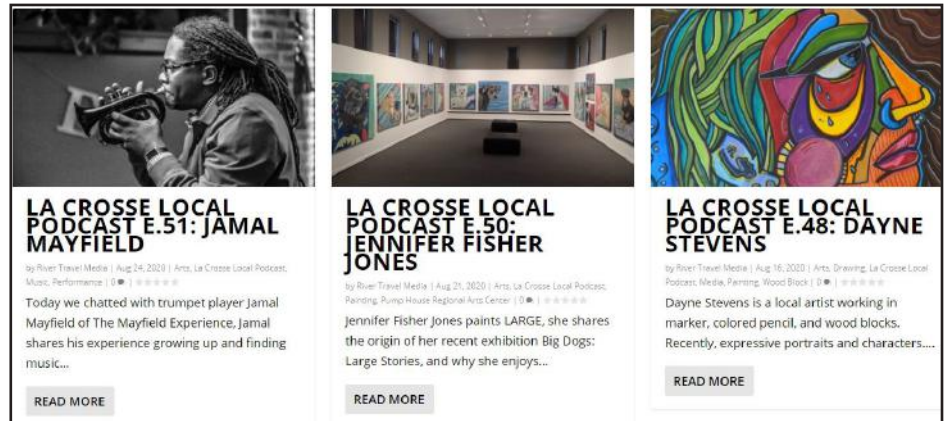 LA CROSSE LOCAL
PODCAST E.51: JAMAL
MAYFIELD
by River Travel Media | Aug 24, 2020 | Arts, La Crosse Local Podcast,
Music, Performance | 0 |
Today we chatted with trumpet player Jamal
Mayfield of The Mayfield Experience, Jamal
shares his experience growing up and finding
music...
READ MORE
LA CROSSE LOCAL
PODCAST E.50:
JENNIFER FISHER
JONES
by River Travel Media | Aug 21, 2020 | Arts, La Crosse Local Podcast,
Painting, Pump House Regional Arts Center | 0 |
Jennifer Fisher Jones paints LARGE, she shares
the origin of her recent exhibition Big Dogs:
Large Stories, and why she enjoys...
READ MORE
LA CROSSE LOCAL
PODCAST E.48: DAYNE
STEVENS
by River Travel Media | Aug 16, 2020 | Arts, Drawing, La Crosse Local
Podcast, Media, Painting, Wood Block | 0 |
Dayne Stevens is a local artist working in
marker, colored pencil, and wood blocks.
Recently, expressive portraits and characters....
READ MORE